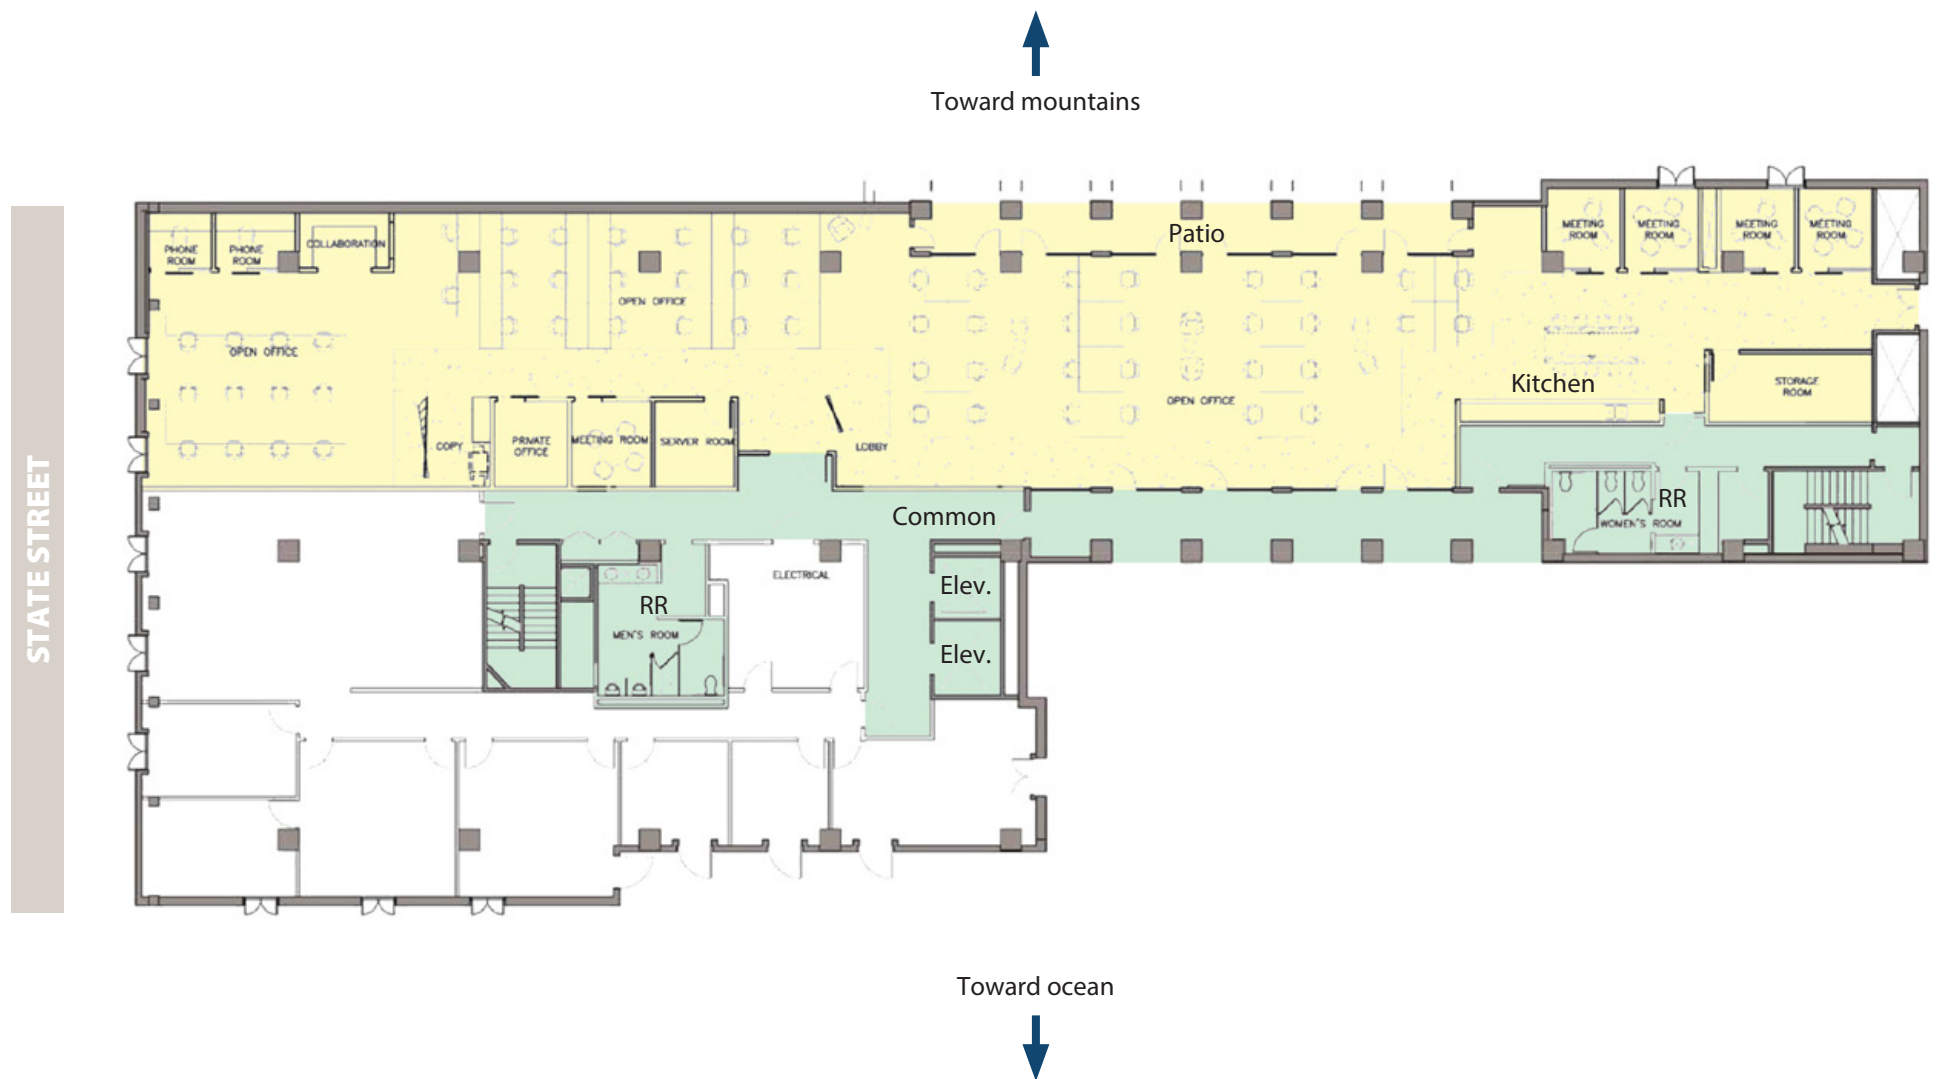 Toward mountains
STATE STREET
PHONE
ROOM
PHONE
ROOM
COLLABORATION
OPEN OFFICE
OPEN OFFICE
Patio
MEETING
ROOM
MEETING
ROOM
MEETING
ROOM
MEETING
ROOM
COPY
PRIVATE
OFFICE
MEETING ROOM
SERVER ROOM
LOBBY
OPEN OFFICE
Kitchen
STORAGE
ROOM
Common
RR
WOMEN'S ROOM
ELECTRICAL
RR
MEN'S ROOM
Elev.
Elev.
Toward ocean